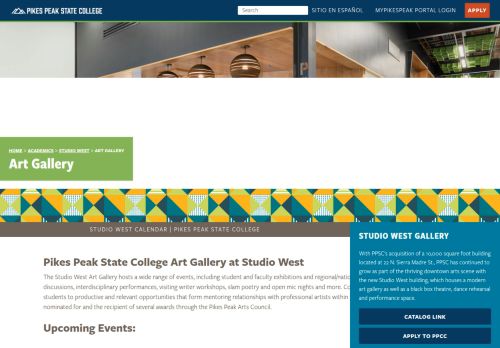 PIKES PEAK STATE COLLEGE
Search
SITIO EN ESPAÑOL
MYPIKESPEAK PORTAL LOGIN
APPLY
HOME > ACADEMICS > STUDIO WEST > ART GALLERY
Art Gallery
STUDIO WEST CALENDAR | PIKES PEAK STATE COLLEGE
STUDIO WEST GALLERY
With PPSC's acquisition of a 10,000 square foot building
located at 22 N. Sierra Madre St., PPSC has continued to
grow as part of the thriving downtown arts scene with
the new Studio West building, which houses a modern
art gallery as well as a black box theatre, dance rehearsal
and performance space.
CATALOG LINK
APPLY TO PPCC
Pikes Peak State College Art Gallery at Studio West
The Studio West Art Gallery hosts a wide range of events, including student and faculty exhibitions and regional/nati
discussions, interdisciplinary performances, visiting writer workshops, slam poetry and open mic nights and more. Co
students to productive and relevant opportunities that form mentoring relationships with professional artists within
nominated for and the recipient of several awards through the Pikes Peak Arts Council.
Upcoming Events: